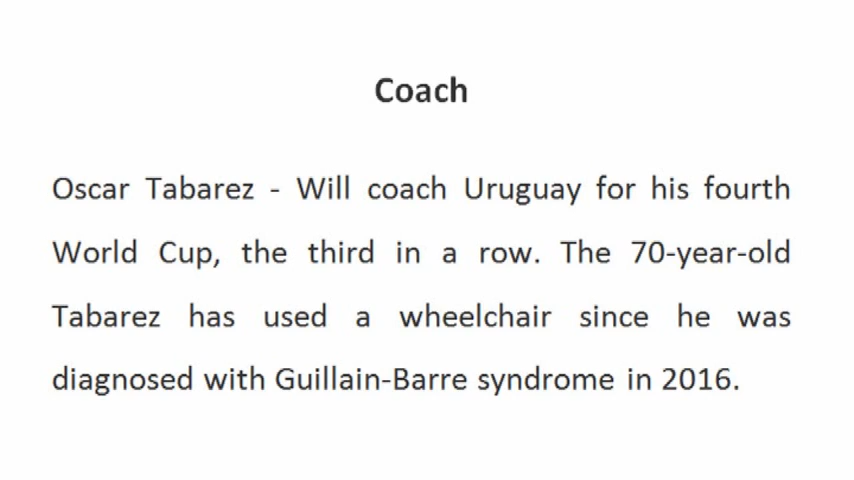 Coach
Oscar Tabarez - Will coach Uruguay for his fourth
World Cup, the third in a row. The 70-year-old
Tabarez has used a wheelchair since he was
diagnosed with Guillain-Barre syndrome in 2016.